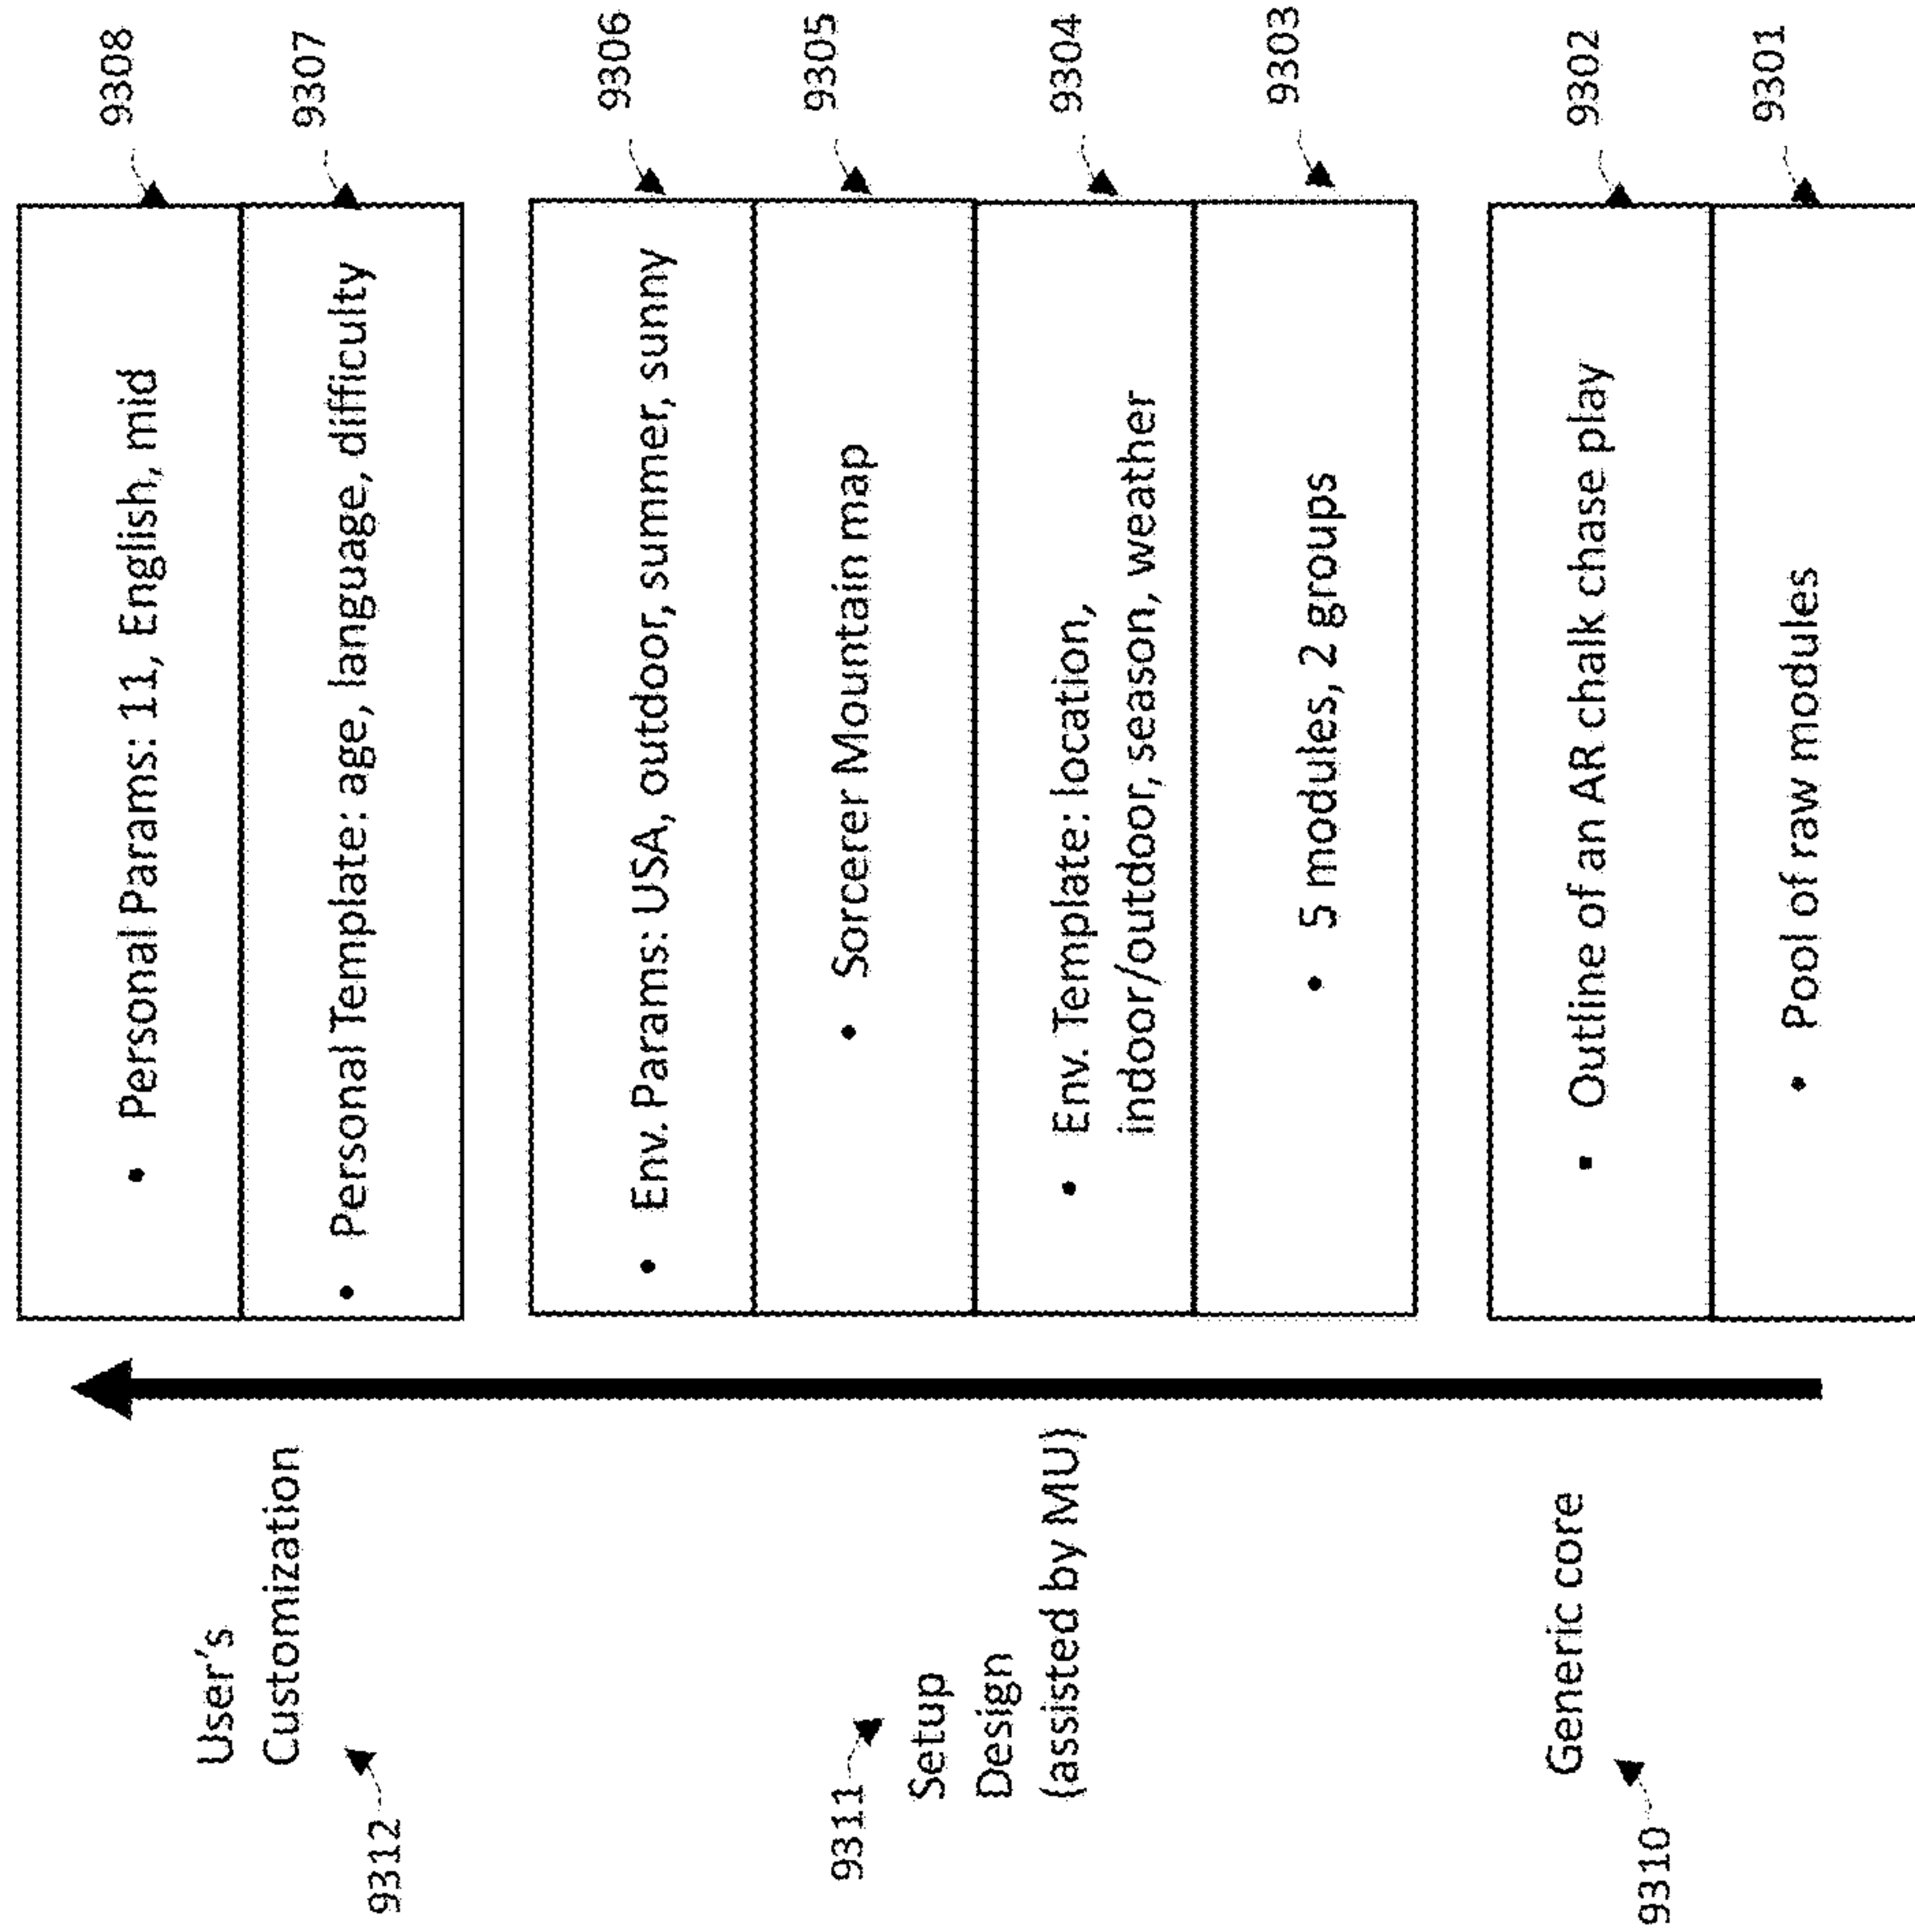 User's
Customization
9312
• Personal Params: 11, English, mid
9308
• Personal Template: age, language, difficulty
9307
9311
Setup
Design
(assisted by MU)
• Env. Params: USA, outdoor, summer, sunny
9306
• Sorcerer Mountain map
9305
• Env. Template: location,
indoor/outdoor, season, weather
9304
• 5 modules, 2 groups
9303
Generic core
9310
• Outline of an AR chalk chase play
9302
• Pool of raw modules
9301